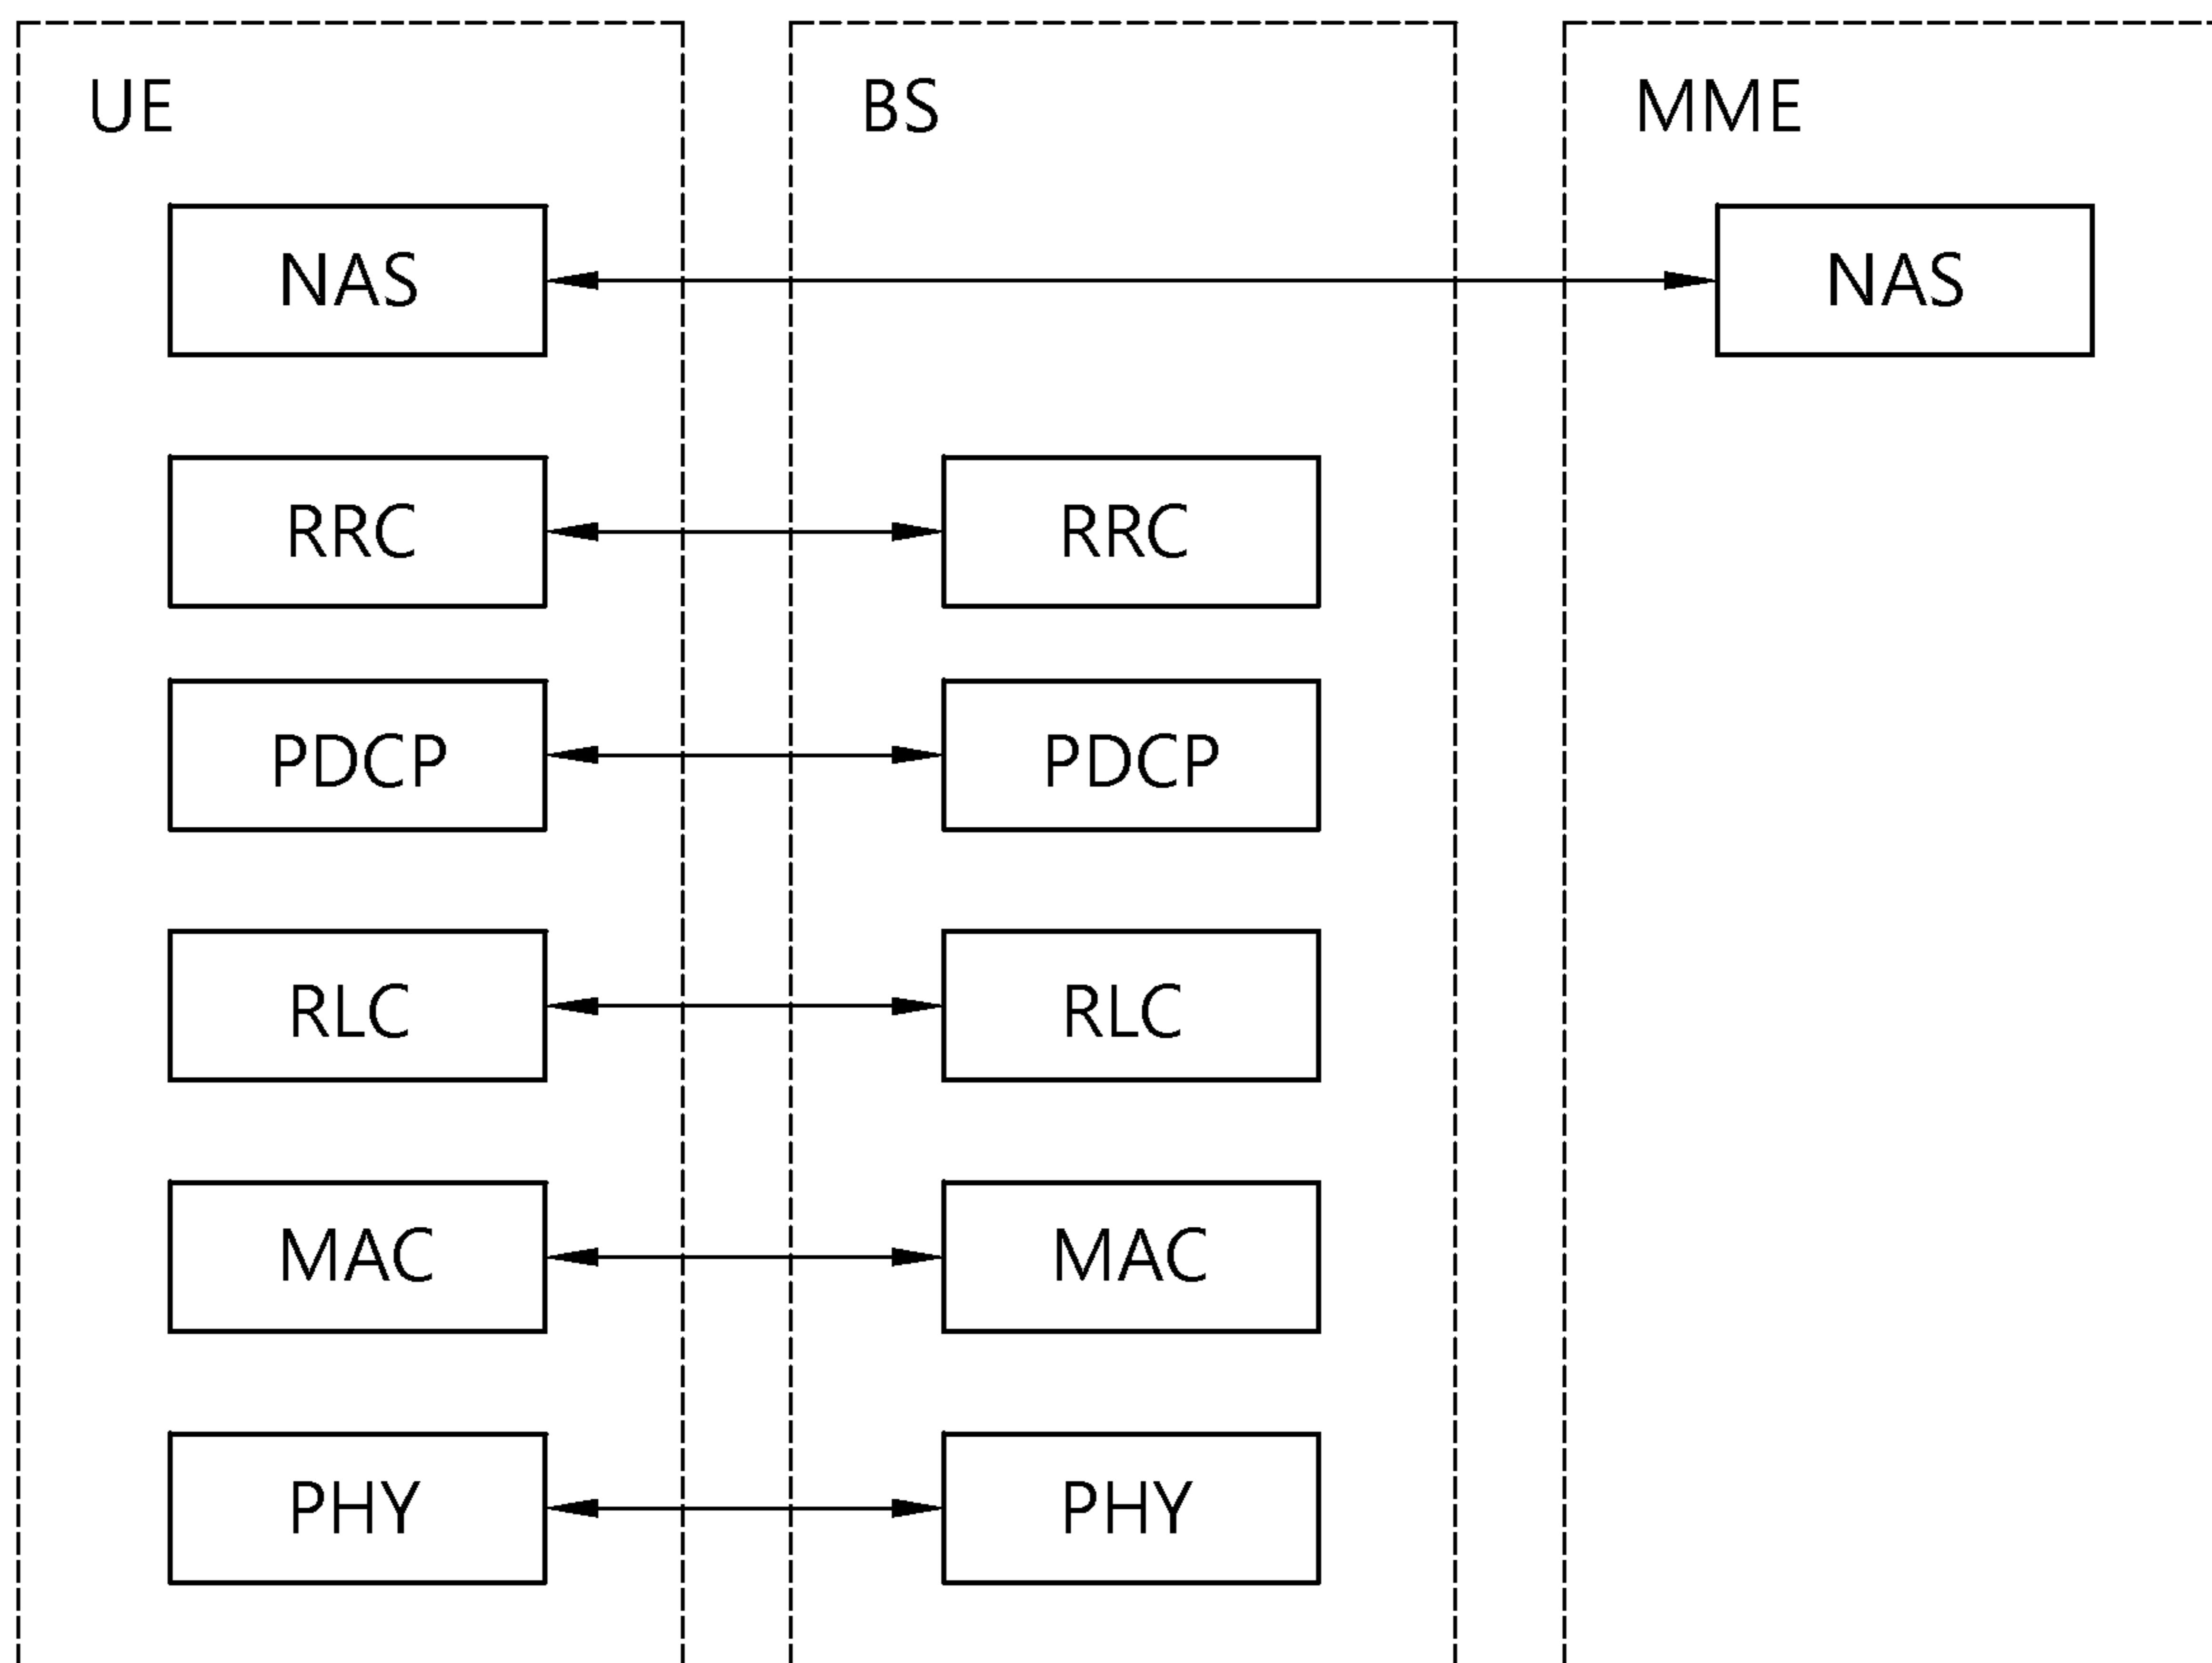 UE
BS
MME
NAS
NAS
RRC
RRC
PDCP
PDCP
RLC
RLC
MAC
MAC
PHY
PHY